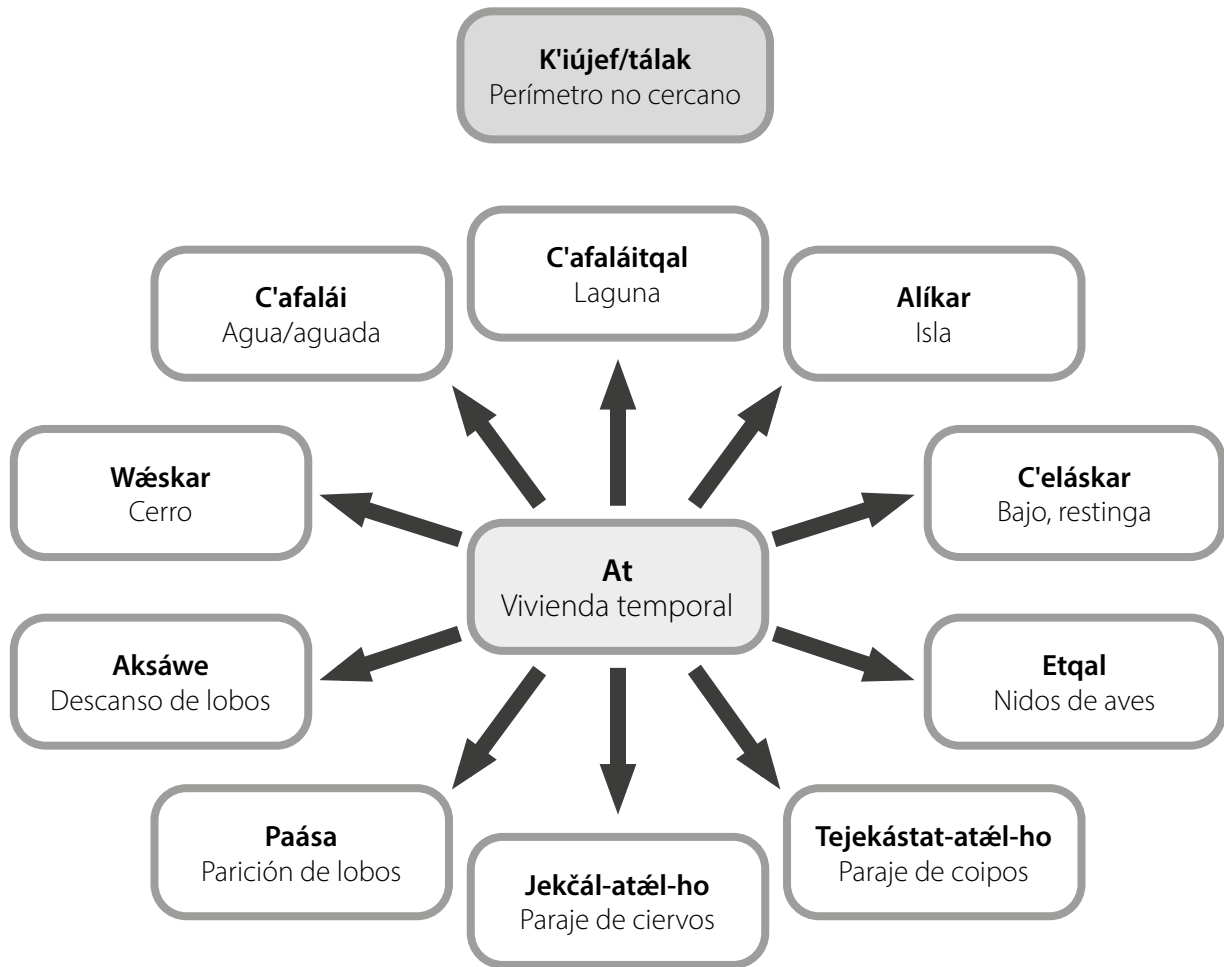 K'iújef/tálak
Perímetro no cercano
C'afaláitqal
Laguna
C'afalái
Agua/aguada
Alíkar
Isla
Wǽskar
Cerro
C'eláskar
Bajo, restinga
At
Vivienda temporal
Aksáwe
Descanso de lobos
Etqal
Nidos de aves
Paása
Parición de lobos
Jekčál-atǽl-ho
Paraje de ciervos
Tejekástat-atǽl-ho
Paraje de coipos